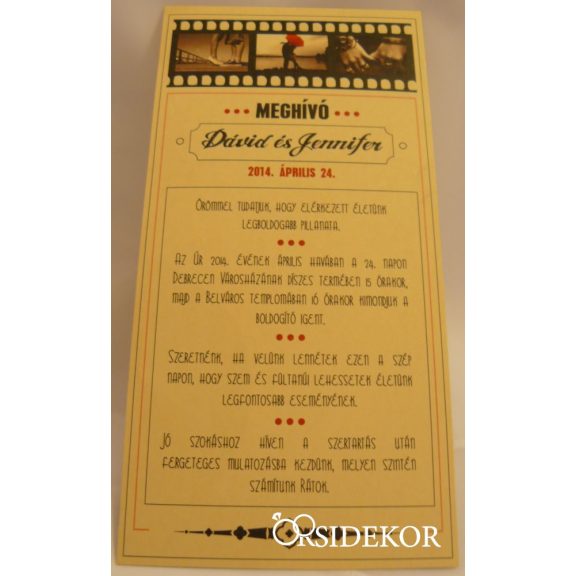 MEGHÍVÓ
Dávid és Jennifer
2014. ÁPRILIS 24.
Örömmel tudatjuk, hogy elérkezett életünk
legboldogabb pillanata.
Az Úr 2014. évének április havában a 24. napon
Debrecen Városházának díszes termében 15 órakor,
majd a Belváros templomában 16 órakor kimondjuk a
boldogító igent.
Szeretnénk, ha velünk lennétek ezen a szép
napon, hogy szem és fültanúi lehessetek életünk
legfontosabb eseményének.
Jó szokáshoz híven a szertartás után
fergeteges mulatozásba kezdünk, melyen szintén
számítunk Rátok.
ORSIDEKOR